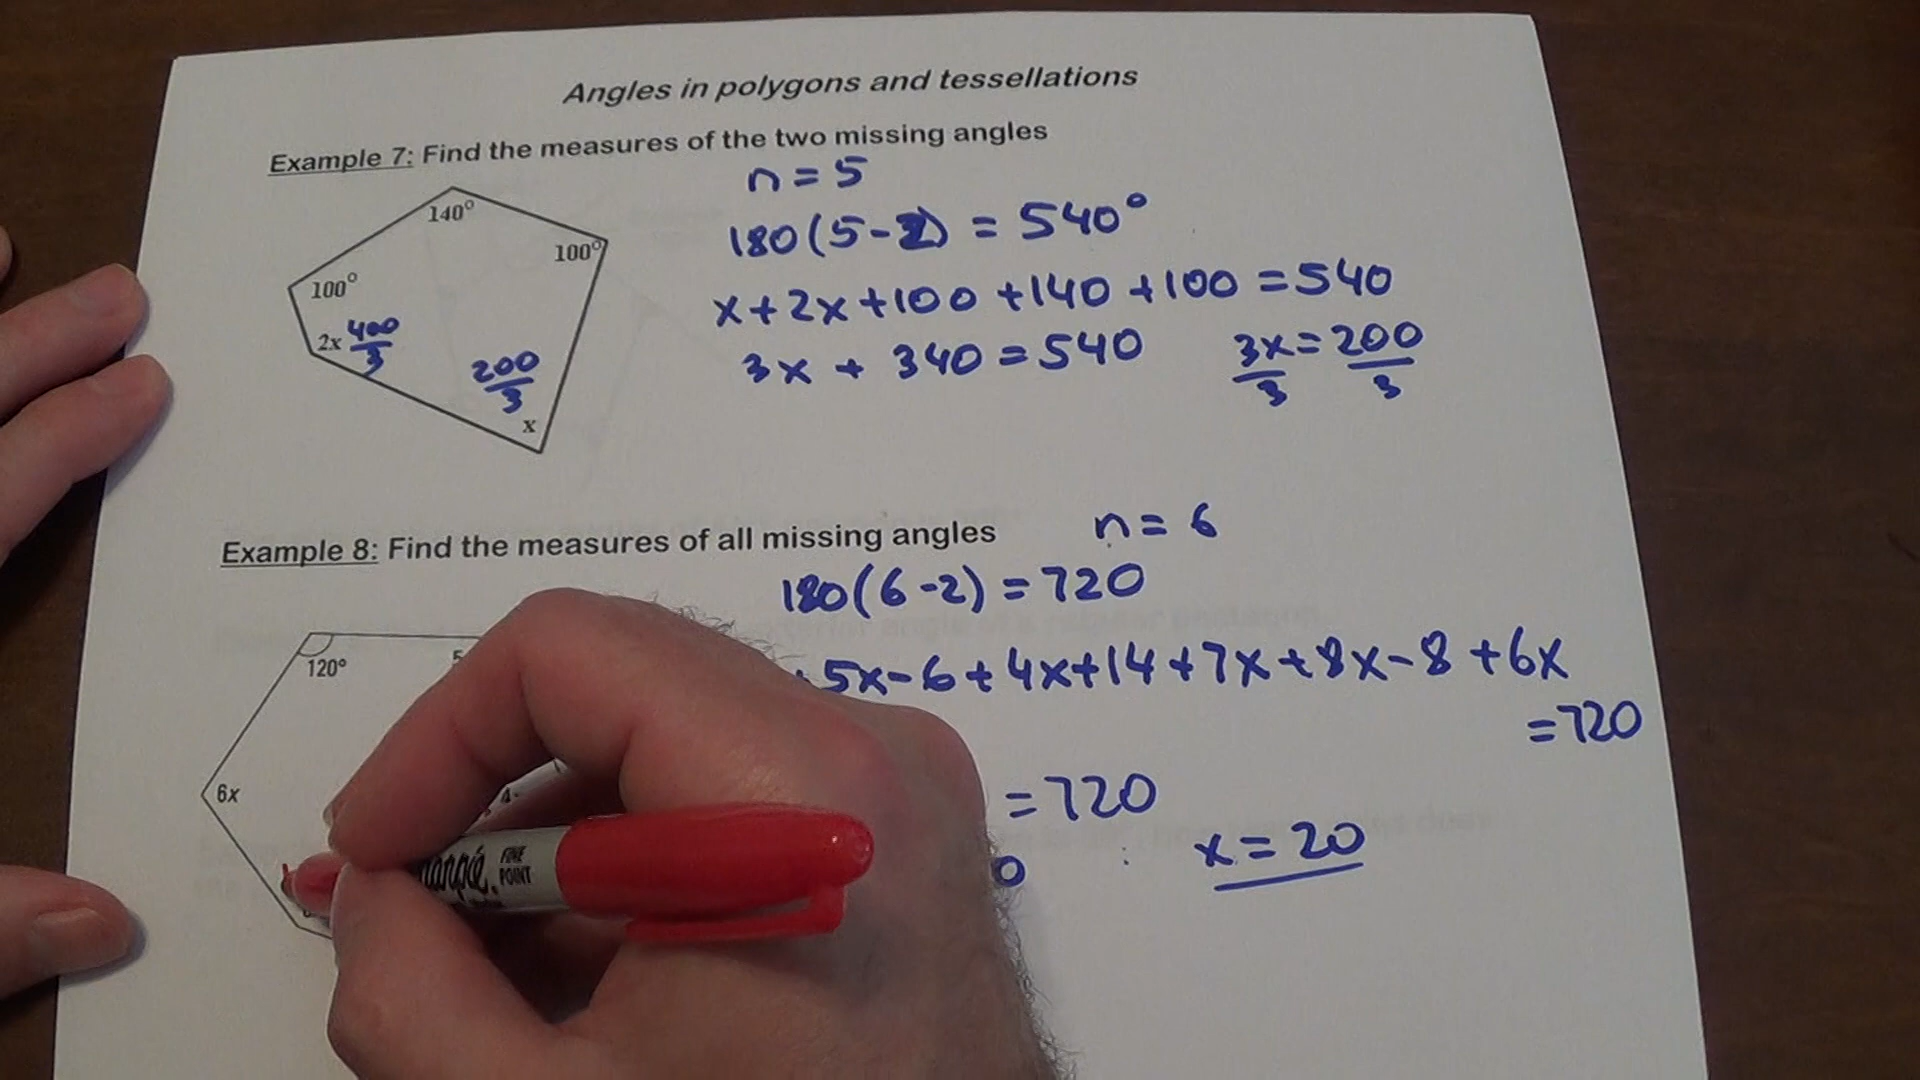 Angles in polygons and tessellations
Example 7: Find the measures of the two missing angles
n = 5
140°
180(5-2) = 540°
100°
100°
x+2x+100+140+100=540
2x 400/3
200/3
3x + 340=540
3x/3=200/3
x
Example 8: Find the measures of all missing angles
n = 6
180(6-2)=720
120°
5
+5x-6+4x+14+7x+8x-8+6x
=720
6x
4
=720
x=20
0
FINE
POINT